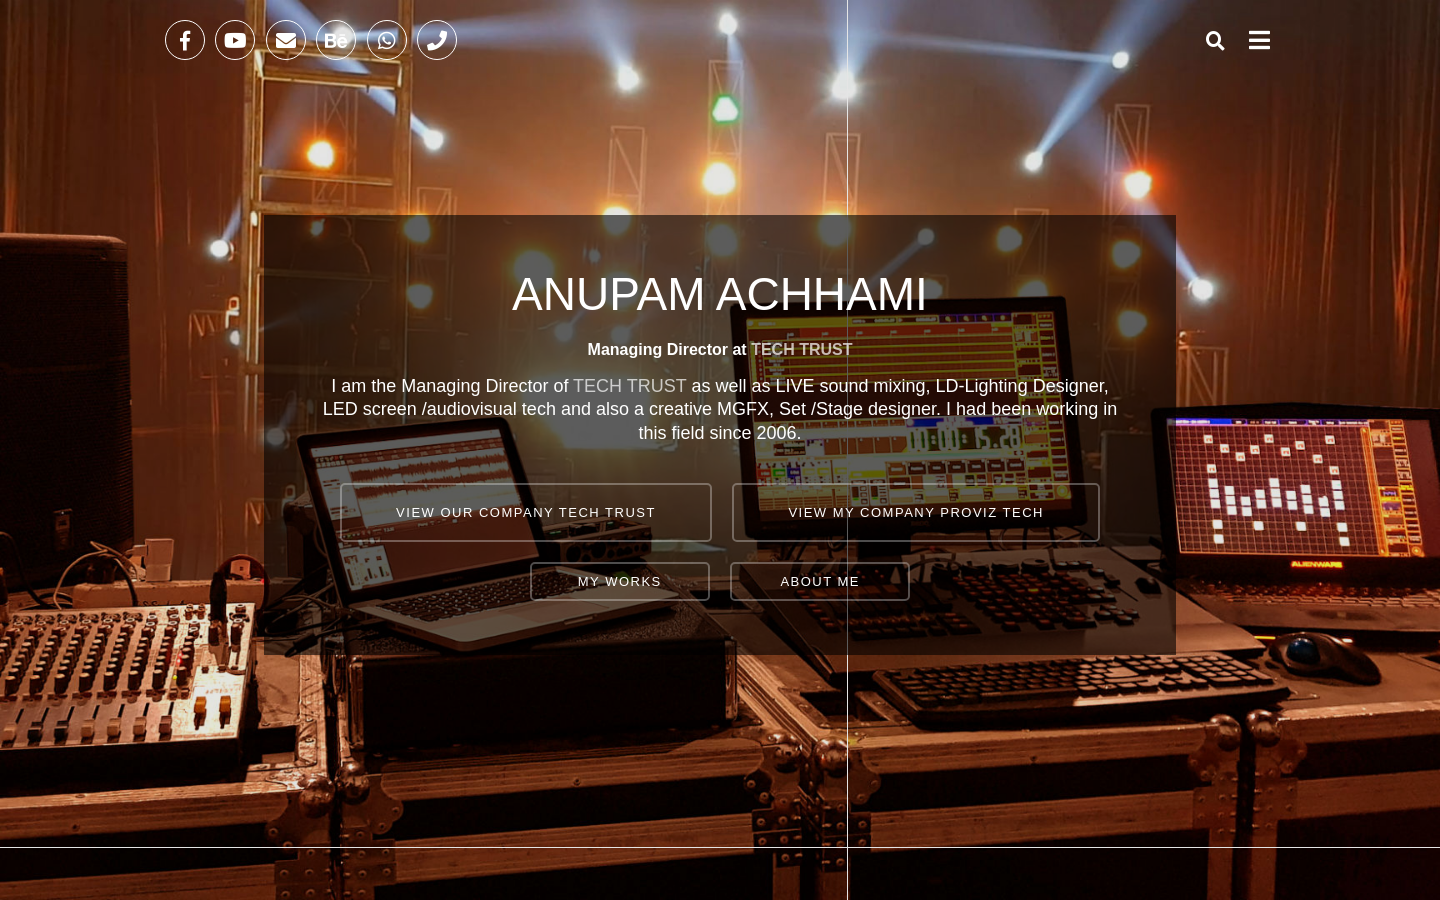 Bē
ANUPAM ACHHAMI
Managing Director at TECH TRUST
I am the Managing Director of TECH TRUST as well as LIVE sound mixing, LD-Lighting Designer,
LED screen /audiovisual tech and also a creative MGFX, Set /Stage designer. I had been working in
this field since 2006.
VIEW OUR COMPANY TECH TRUST
VIEW MY COMPANY PROVIZ TECH
MY WORKS
ABOUT ME
ALIENWARE